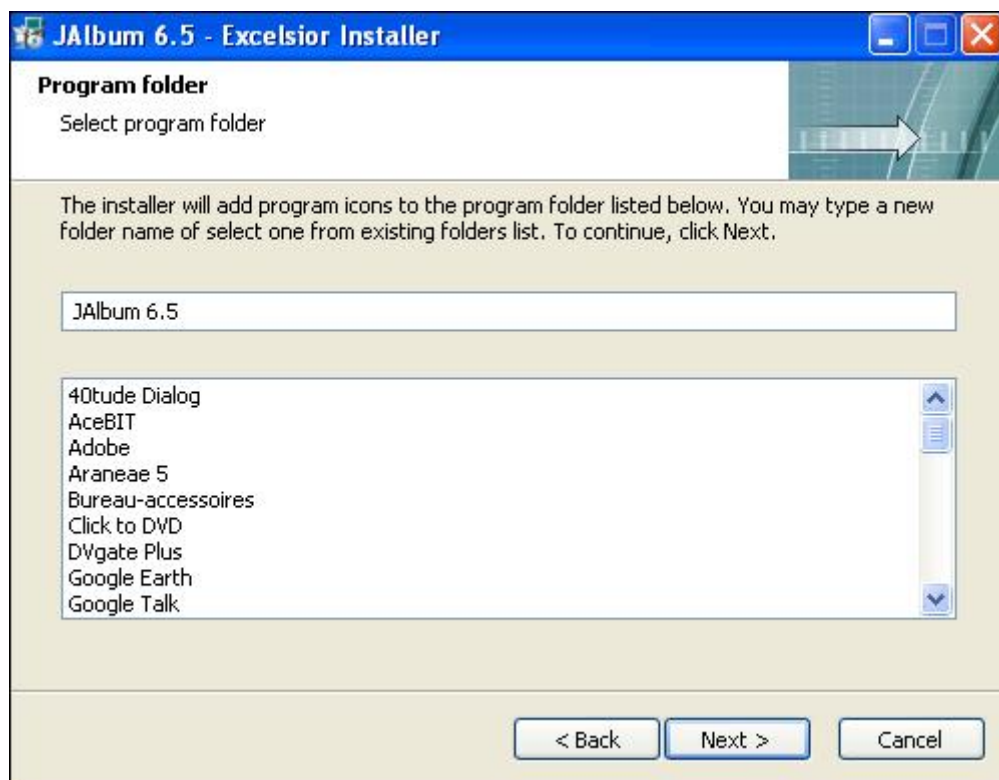 JAlbum 6.5 - Excelsior Installer
Program folder
Select program folder
The installer will add program icons to the program folder listed below. You may type a new
folder name of select one from existing folders list. To continue, click Next.
JAlbum 6.5
40tude Dialog
AceBIT
Adobe
Araneae 5
Bureau-accessoires
Click to DVD
DVgate Plus
Google Earth
Google Talk
< Back Next > Cancel